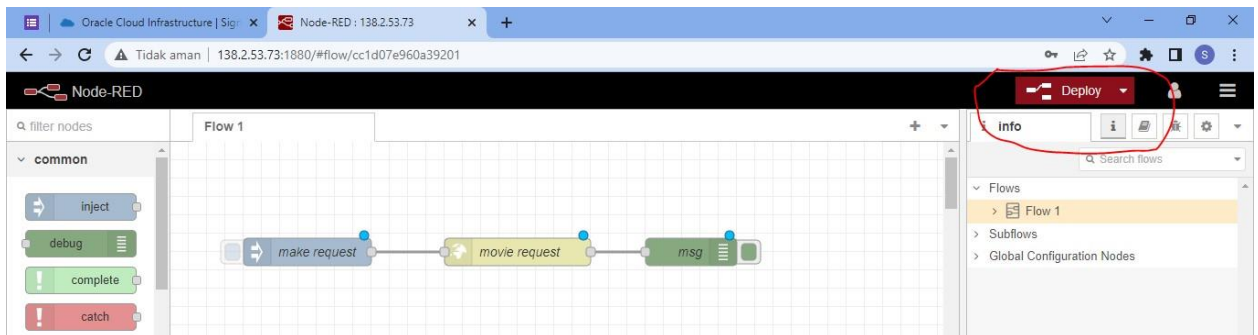 Oracle Cloud Infrastructure | Sign
Node-RED : 138.2.53.73
Tidak aman | 138.2.53.73:1880/#flow/cc1d07e960a39201
S
Node-RED
Deploy
filter nodes
Flow 1
i info
common
Search flows
inject
Flows
Flow 1
debug
make request
movie request
msg
Subflows
Global Configuration Nodes
complete
catch